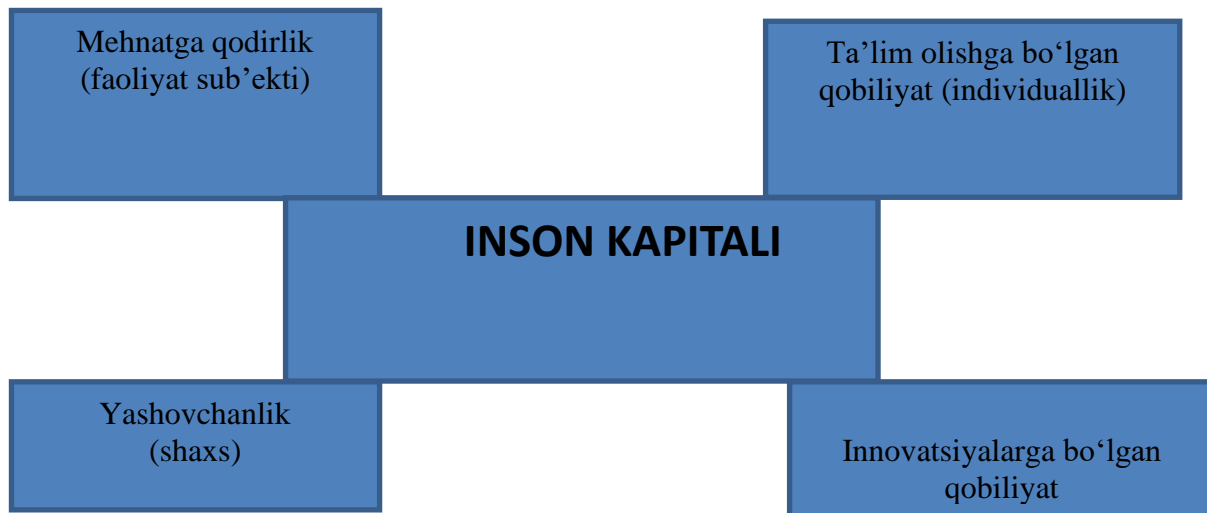 Mehnatga qodirlik
(faoliyat sub’ekti)
Ta’lim olishga bo‘lgan
qobiliyat (individuallik)
INSON KAPITALI
Yashovchanlik
(shaxs)
Innovatsiyalarga bo‘lgan
qobiliyat